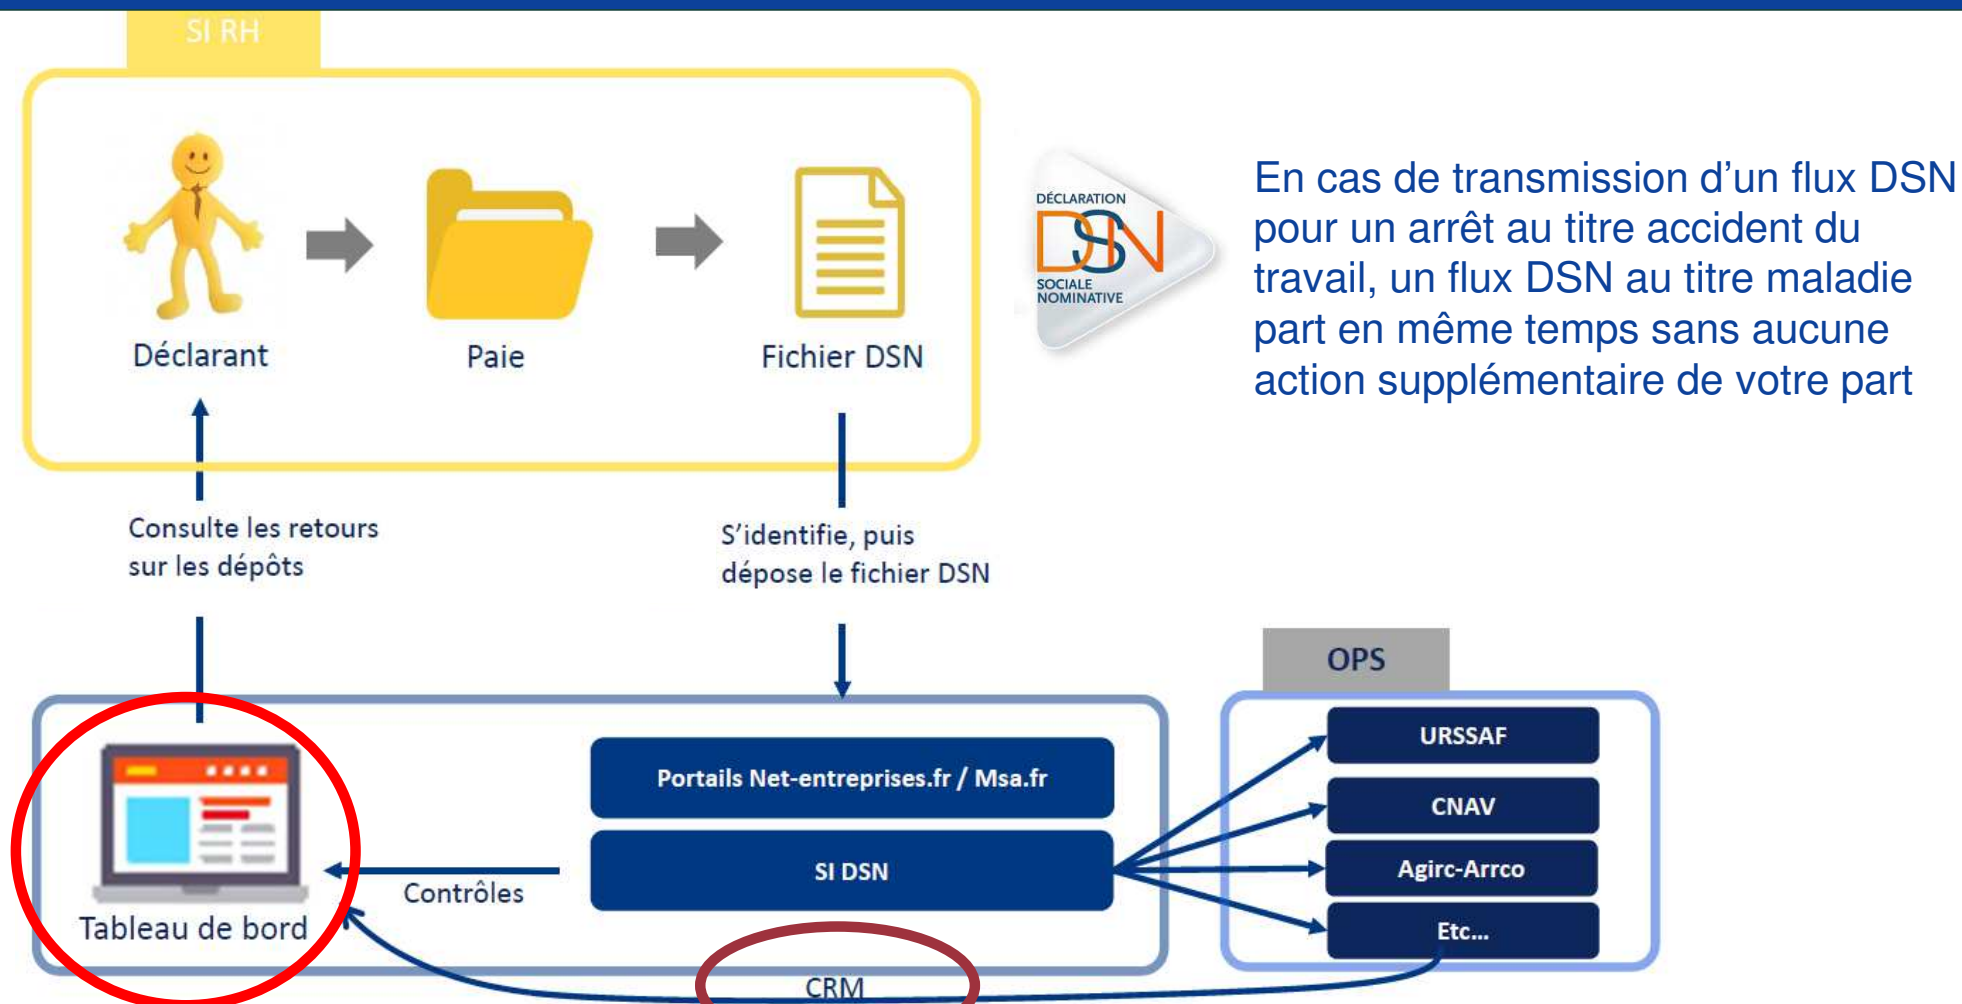 SI RH
Déclarant
Paie
Fichier DSN
DÉCLARATION
DSN
SOCIALE
NOMINATIVE
En cas de transmission d’un flux DSN
pour un arrêt au titre accident du
travail, un flux DSN au titre maladie
part en même temps sans aucune
action supplémentaire de votre part
Consulte les retours
sur les dépôts
S’identifie, puis
dépose le fichier DSN
OPS
URSSAF
CNAV
Agirc-Arrco
Etc...
Portails Net-entreprises.fr / Msa.fr
SI DSN
Contrôles
Tableau de bord
CRM